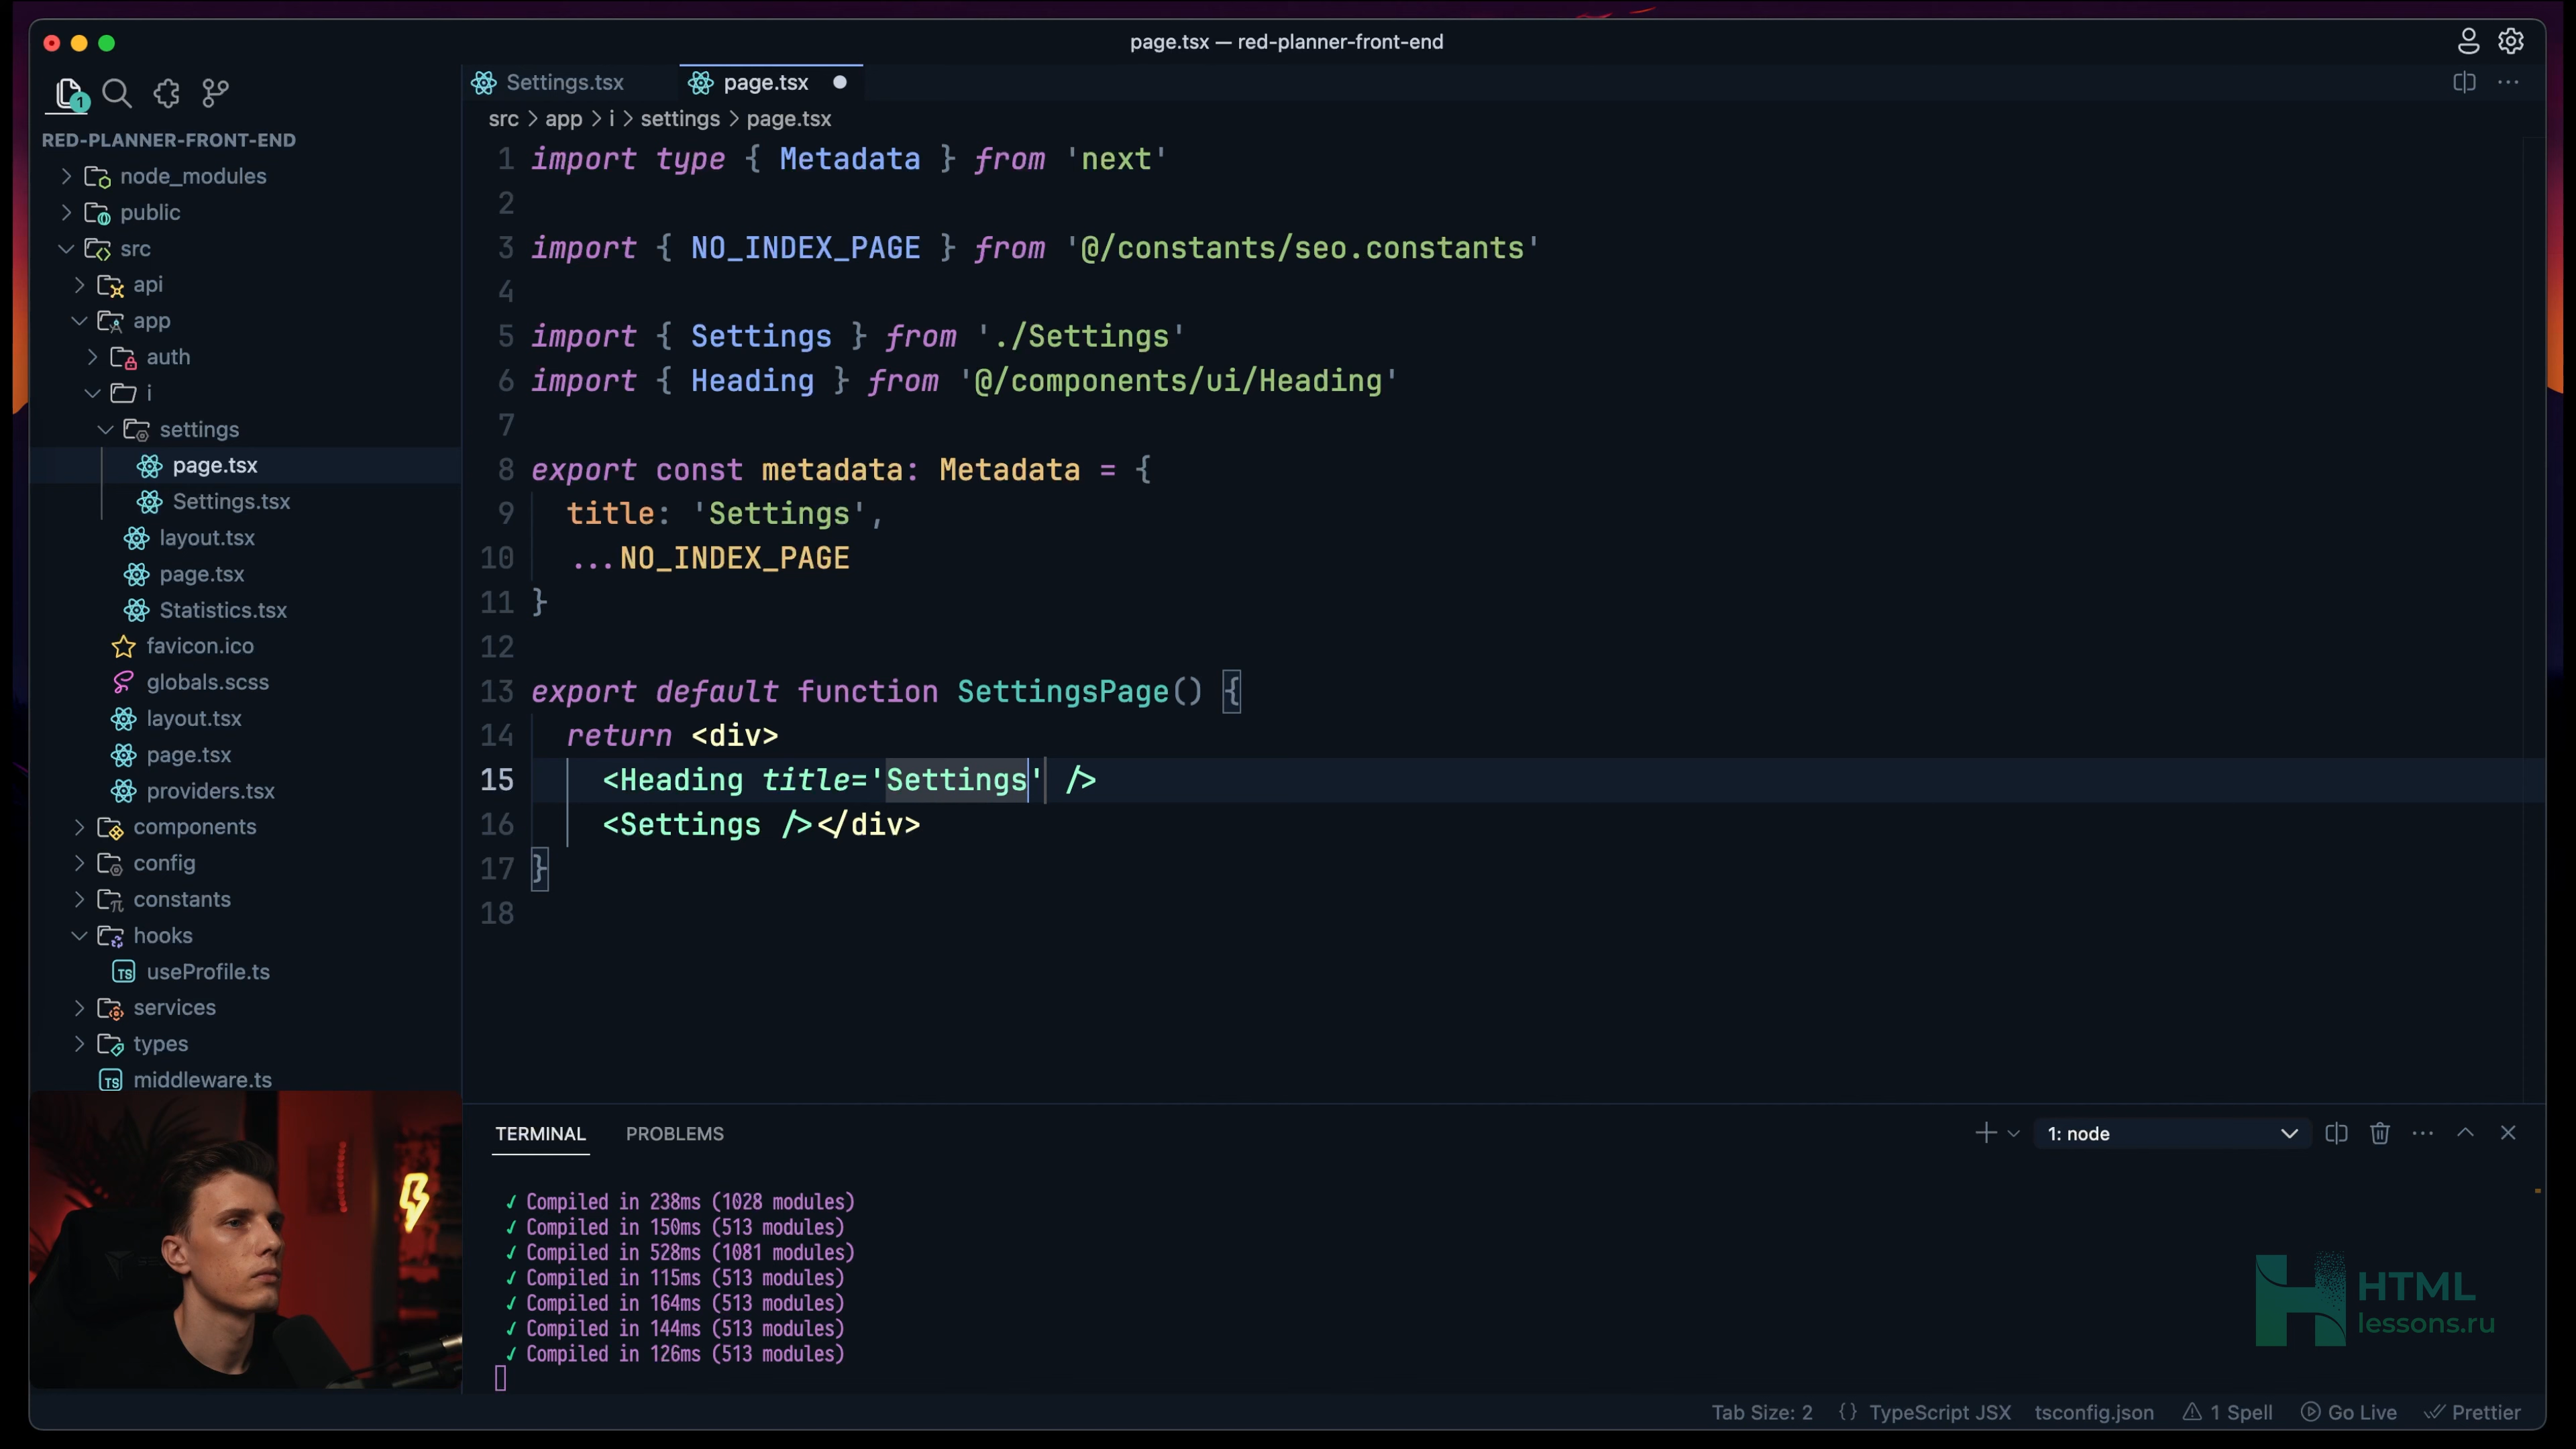 page.tsx — red-planner-front-end
1
Settings.tsx
page.tsx
RED-PLANNER-FRONT-END
src > app > i > settings > page.tsx
node_modules
public
src
api
app
auth
i
settings
page.tsx
Settings.tsx
layout.tsx
page.tsx
Statistics.tsx
favicon.ico
globals.scss
layout.tsx
page.tsx
providers.tsx
components
config
constants
hooks
useProfile.ts
services
types
middleware.ts
1 import type { Metadata } from 'next'
2
3 import { NO_INDEX_PAGE } from '@/constants/seo.constants'
4
5 import { Settings } from './Settings'
6 import { Heading } from '@/components/ui/Heading'
7
8 export const metadata: Metadata = {
9 title: 'Settings',
10 ...NO_INDEX_PAGE
11 }
12
13 export default function SettingsPage() {
14 return <div>
15 <Heading title='Settings' />
16 <Settings /></div>
17 }
18
TERMINAL PROBLEMS
1: node
✓ Compiled in 238ms (1028 modules)
✓ Compiled in 150ms (513 modules)
✓ Compiled in 528ms (1081 modules)
✓ Compiled in 115ms (513 modules)
✓ Compiled in 164ms (513 modules)
✓ Compiled in 144ms (513 modules)
✓ Compiled in 126ms (513 modules)
HTML
lessons.ru
Tab Size: 2 {} TypeScript JSX tsconfig.json 1 Spell Go Live Prettier